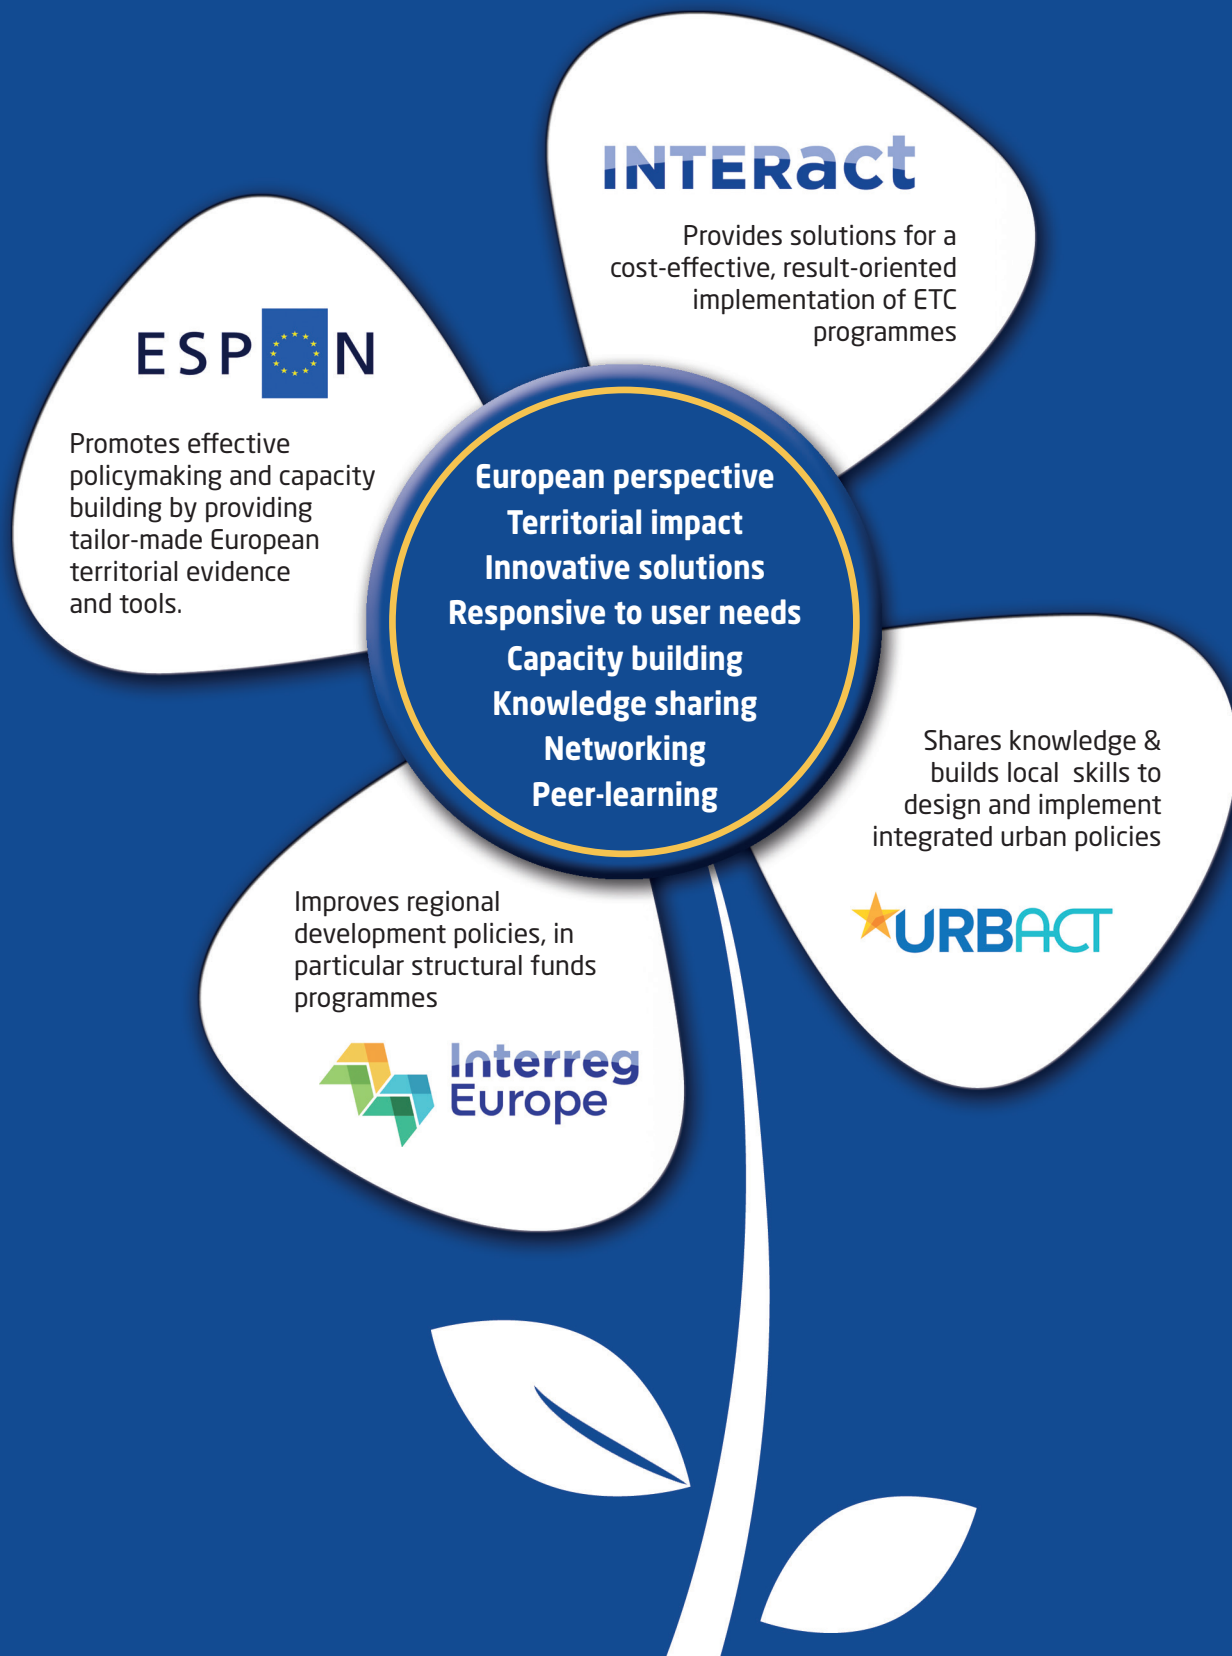 INTERact
Provides solutions for a
cost-effective, result-oriented
implementation of ETC
programmes
ESPON
Promotes effective
policymaking and capacity
building by providing
tailor-made European
territorial evidence
and tools.
European perspective
Territorial impact
Innovative solutions
Responsive to user needs
Capacity building
Knowledge sharing
Networking
Peer-learning
Shares knowledge &
builds local skills to
design and implement
integrated urban policies
URBACT
Improves regional
development policies, in
particular structural funds
programmes
Interreg
Europe